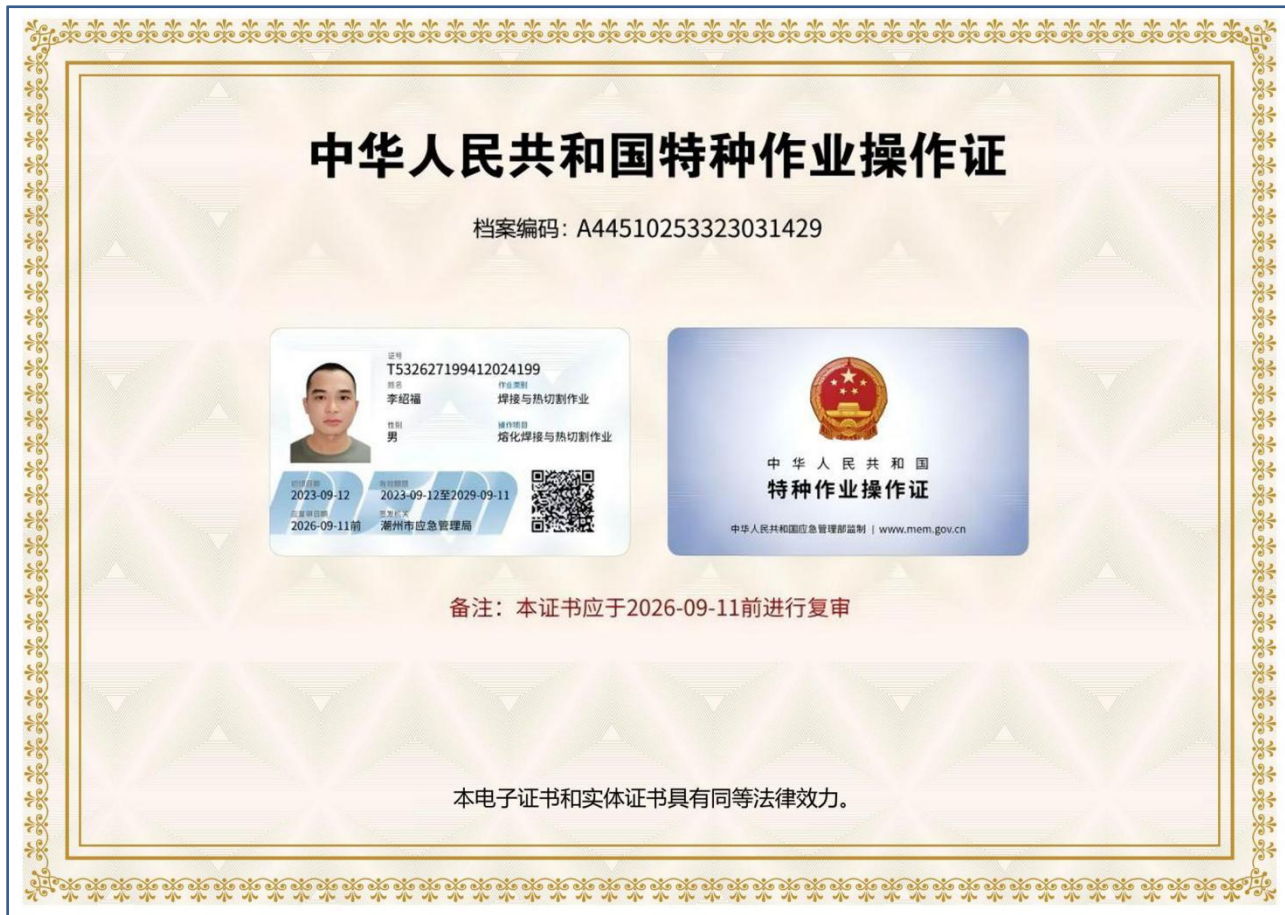 中华人民共和国特种作业操作证
档案编码：A44510253323031429
证号
T532627199412024199
姓名
作业类别
李绍福
焊接与热切割作业
性别
操作项目
男
熔化焊接与热切割作业
初领日期
有效期限
2023-09-12
2023-09-12至2029-09-11
应复审日期
签发机关
2026-09-11前
潮州市应急管理局
中华人民共和国
特种作业操作证
中华人民共和国应急管理部监制 | www.mem.gov.cn
备注：本证书应于2026-09-11前进行复审
本电子证书和实体证书具有同等法律效力。